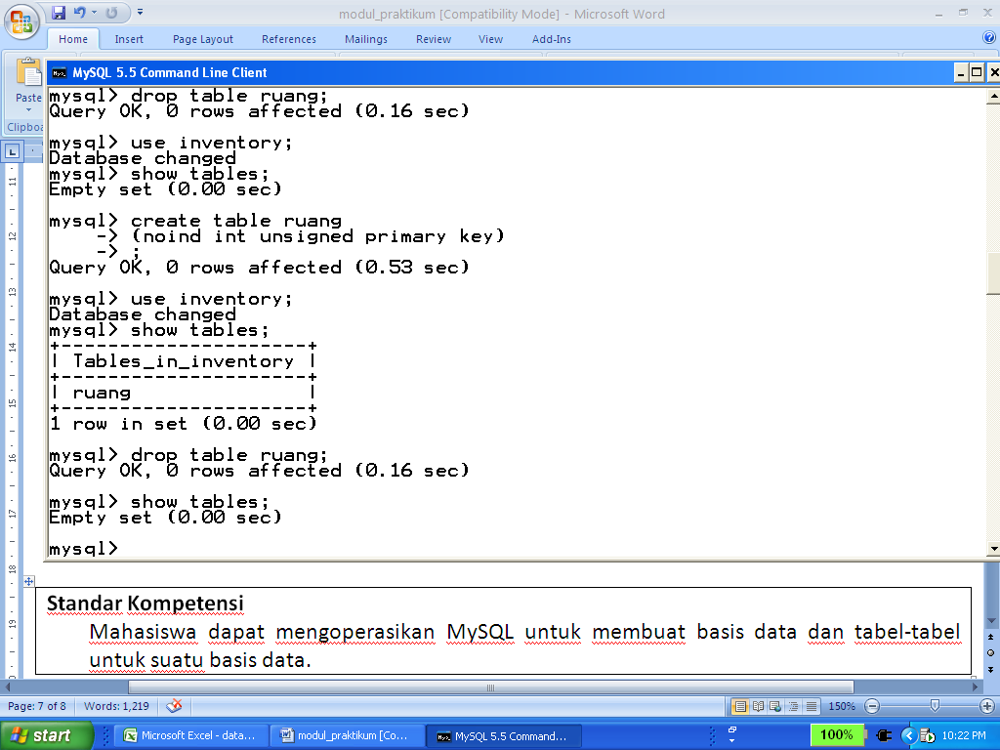 modul_praktikum [Compatibility Mode] - Microsoft Word
Home Insert Page Layout References Mailings Review View Add-Ins
Paste
Clipboa
MySQL 5.5 Command Line Client
mysql> drop table ruang;
Query OK, 0 rows affected (0.16 sec)
mysql> use inventory;
Database changed
mysql> show tables;
Empty set (0.00 sec)
mysql> create table ruang
-> (noind int unsigned primary key)
-> ;
Query OK, 0 rows affected (0.53 sec)
mysql> use inventory;
Database changed
mysql> show tables;
+---------------------+
| Tables_in_inventory |
+---------------------+
| ruang               |
+---------------------+
1 row in set (0.00 sec)
mysql> drop table ruang;
Query OK, 0 rows affected (0.16 sec)
mysql> show tables;
Empty set (0.00 sec)
mysql>
Standar Kompetensi
Mahasiswa dapat mengoperasikan MySQL untuk membuat basis data dan tabel-tabel
untuk suatu basis data.
Page: 7 of 8 Words: 1,219 150%
start Microsoft Excel - data... modul_praktikum [Co... MySQL 5.5 Command... 100% 10:22 PM